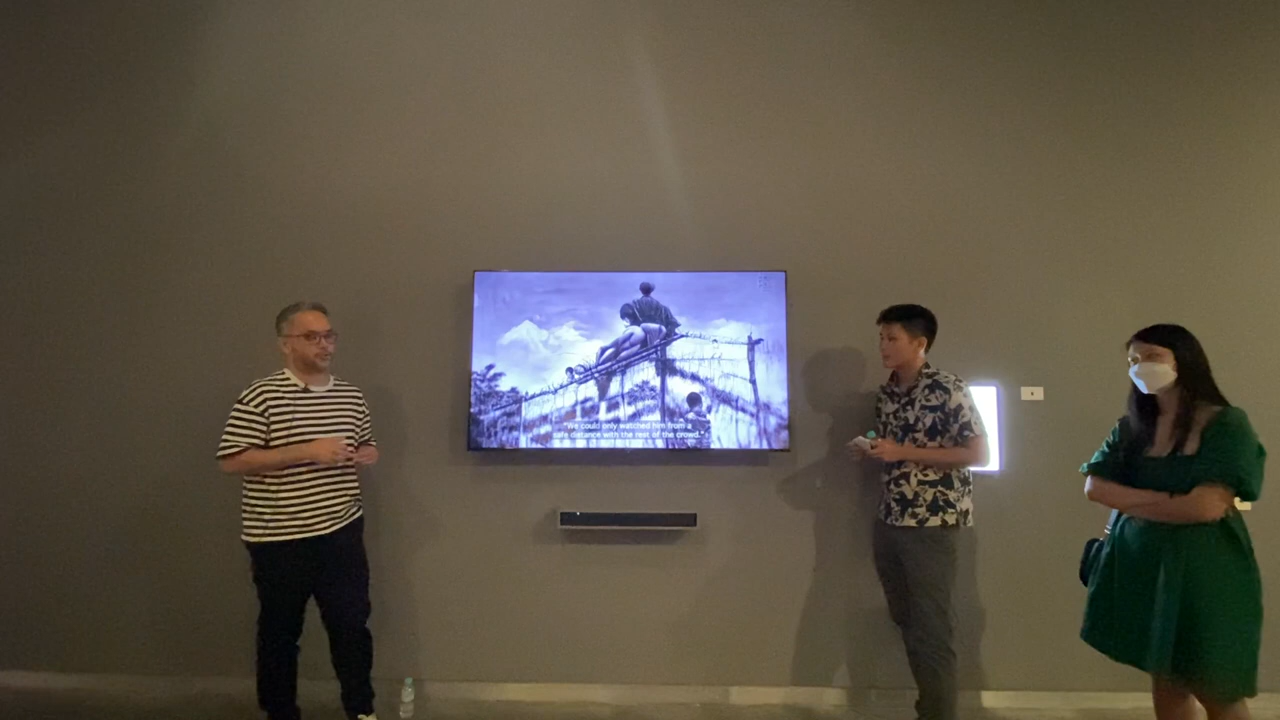 "We could only watched him from a
safe distance with the rest of the crowd."